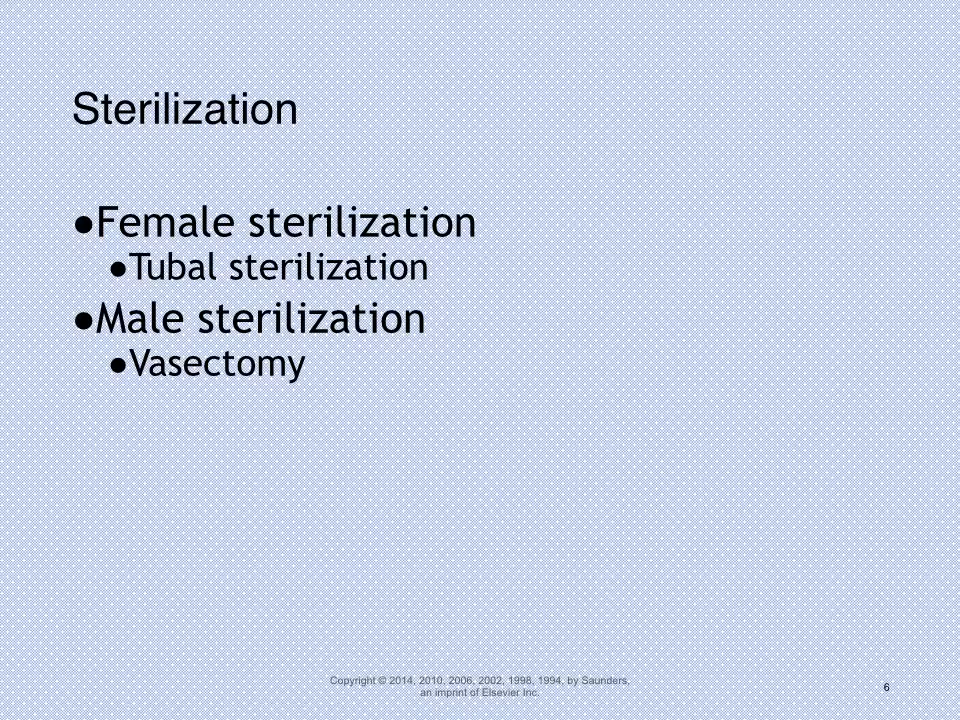 Sterilization
●Female sterilization
●Tubal sterilization
●Male sterilization
●Vasectomy
Copyright © 2014, 2010, 2006, 2002, 1998, 1994, by Saunders,
an imprint of Elsevier Inc.
6